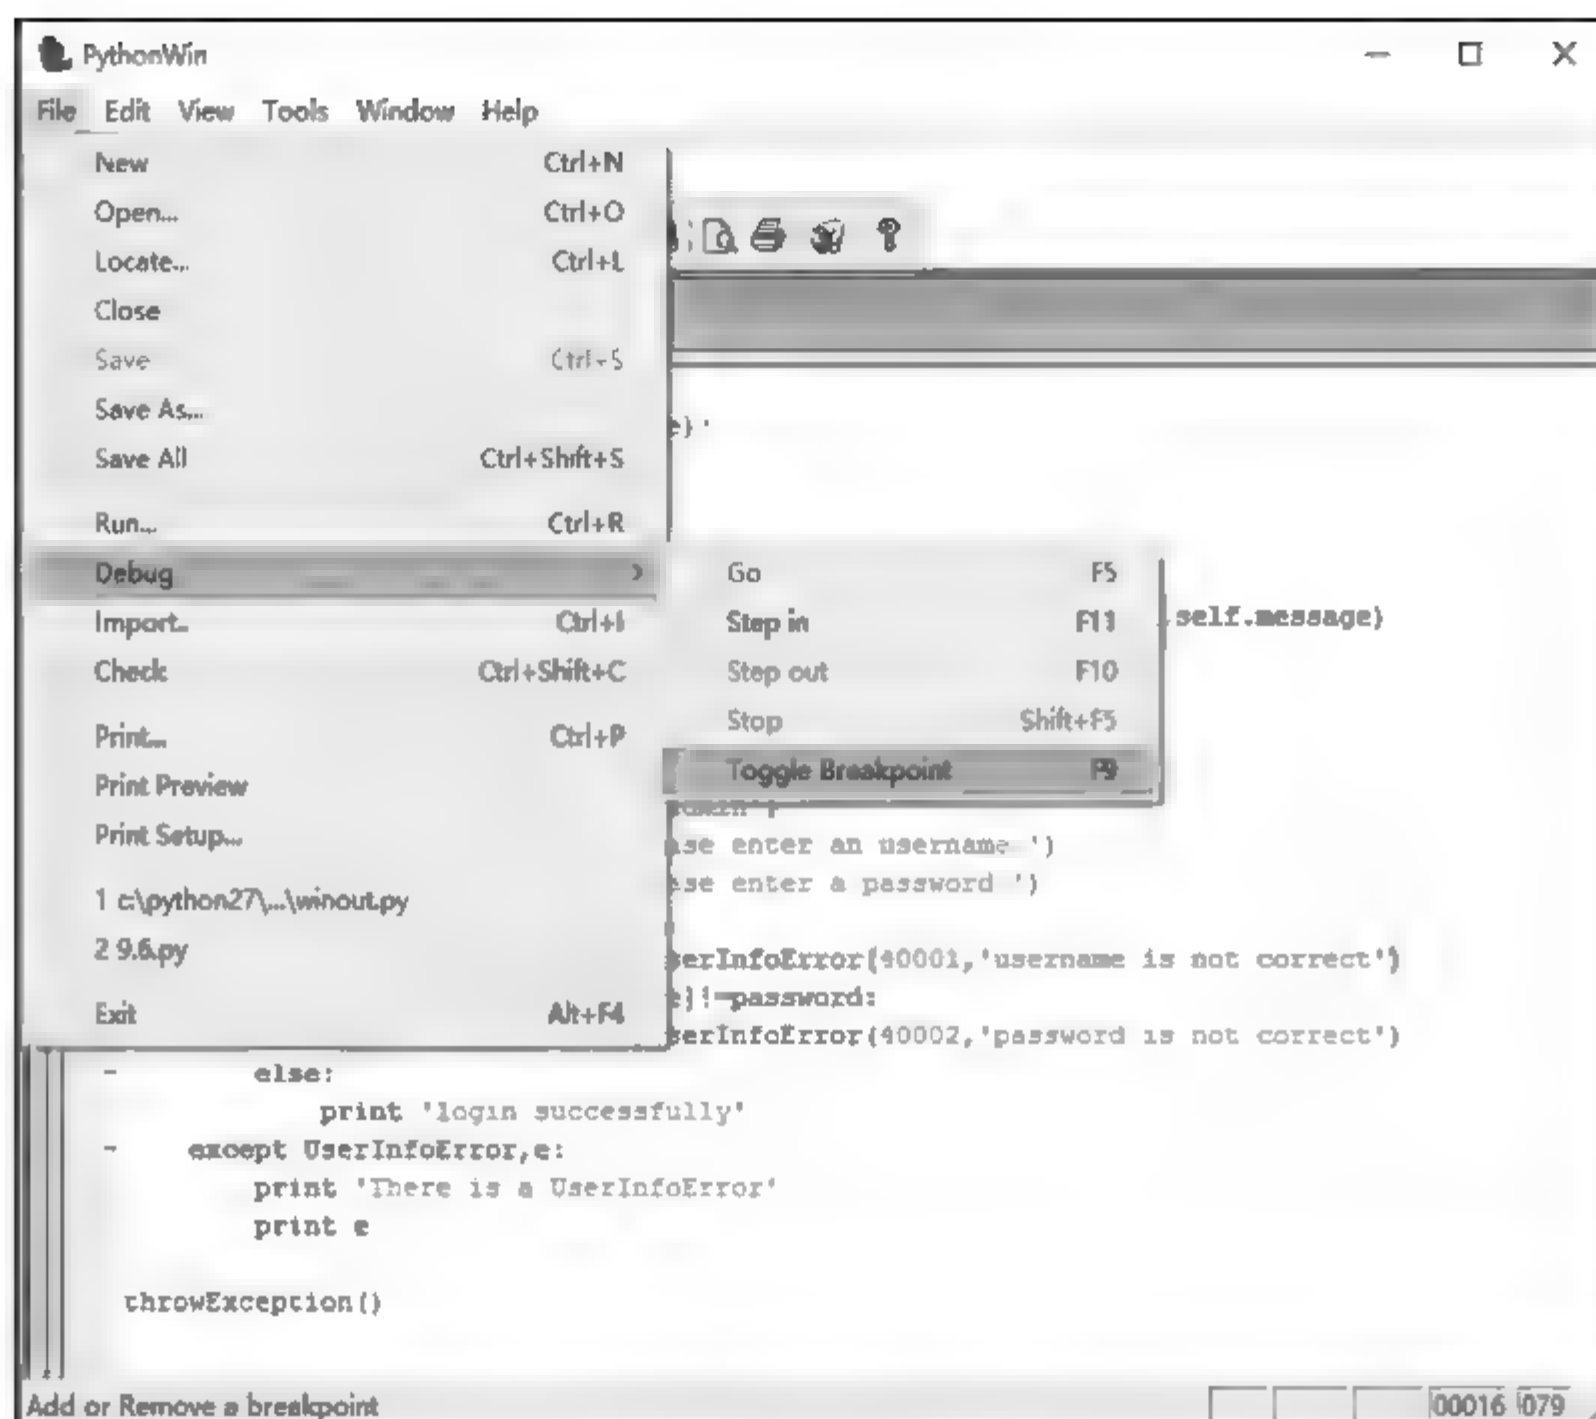 PythonWin
File Edit View Tools Window Help
New Ctrl+N
Open... Ctrl+O
Locate... Ctrl+L
Close
Save Ctrl+S
Save As...
e}'
Save All Ctrl+Shift+S
Run... Ctrl+R
Debug >
Go F5
Import... Ctrl+I
Step in F11
self.message)
Check Ctrl+Shift+C
Step out F10
Stop Shift+F5
Print... Ctrl+P
Toggle Breakpoint F9
Print Preview
Print Setup...
ase enter an username ')
ase enter a password ')
1 c:\python27\...\winout.py
2 9.6.py
serInfoError(40001,'username is not correct')
password:
Exit Alt+F4
serInfoError(40002,'password is not correct')
- else:
print 'login successfully'
- except UserInfoError,e:
print 'There is a UserInfoError'
print e
throwException()
Add or Remove a breakpoint 00016 079